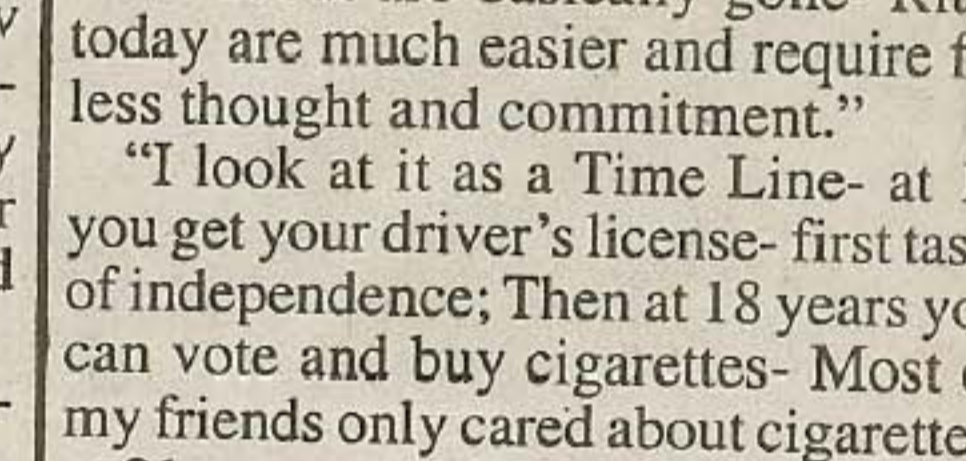 today are much easier and require
less thought and commitment.”
“I look at it as a Time Line- at
you get your driver’s license- first
of independence; Then at 18 years
can vote and buy cigarettes- Most
my friends only cared about